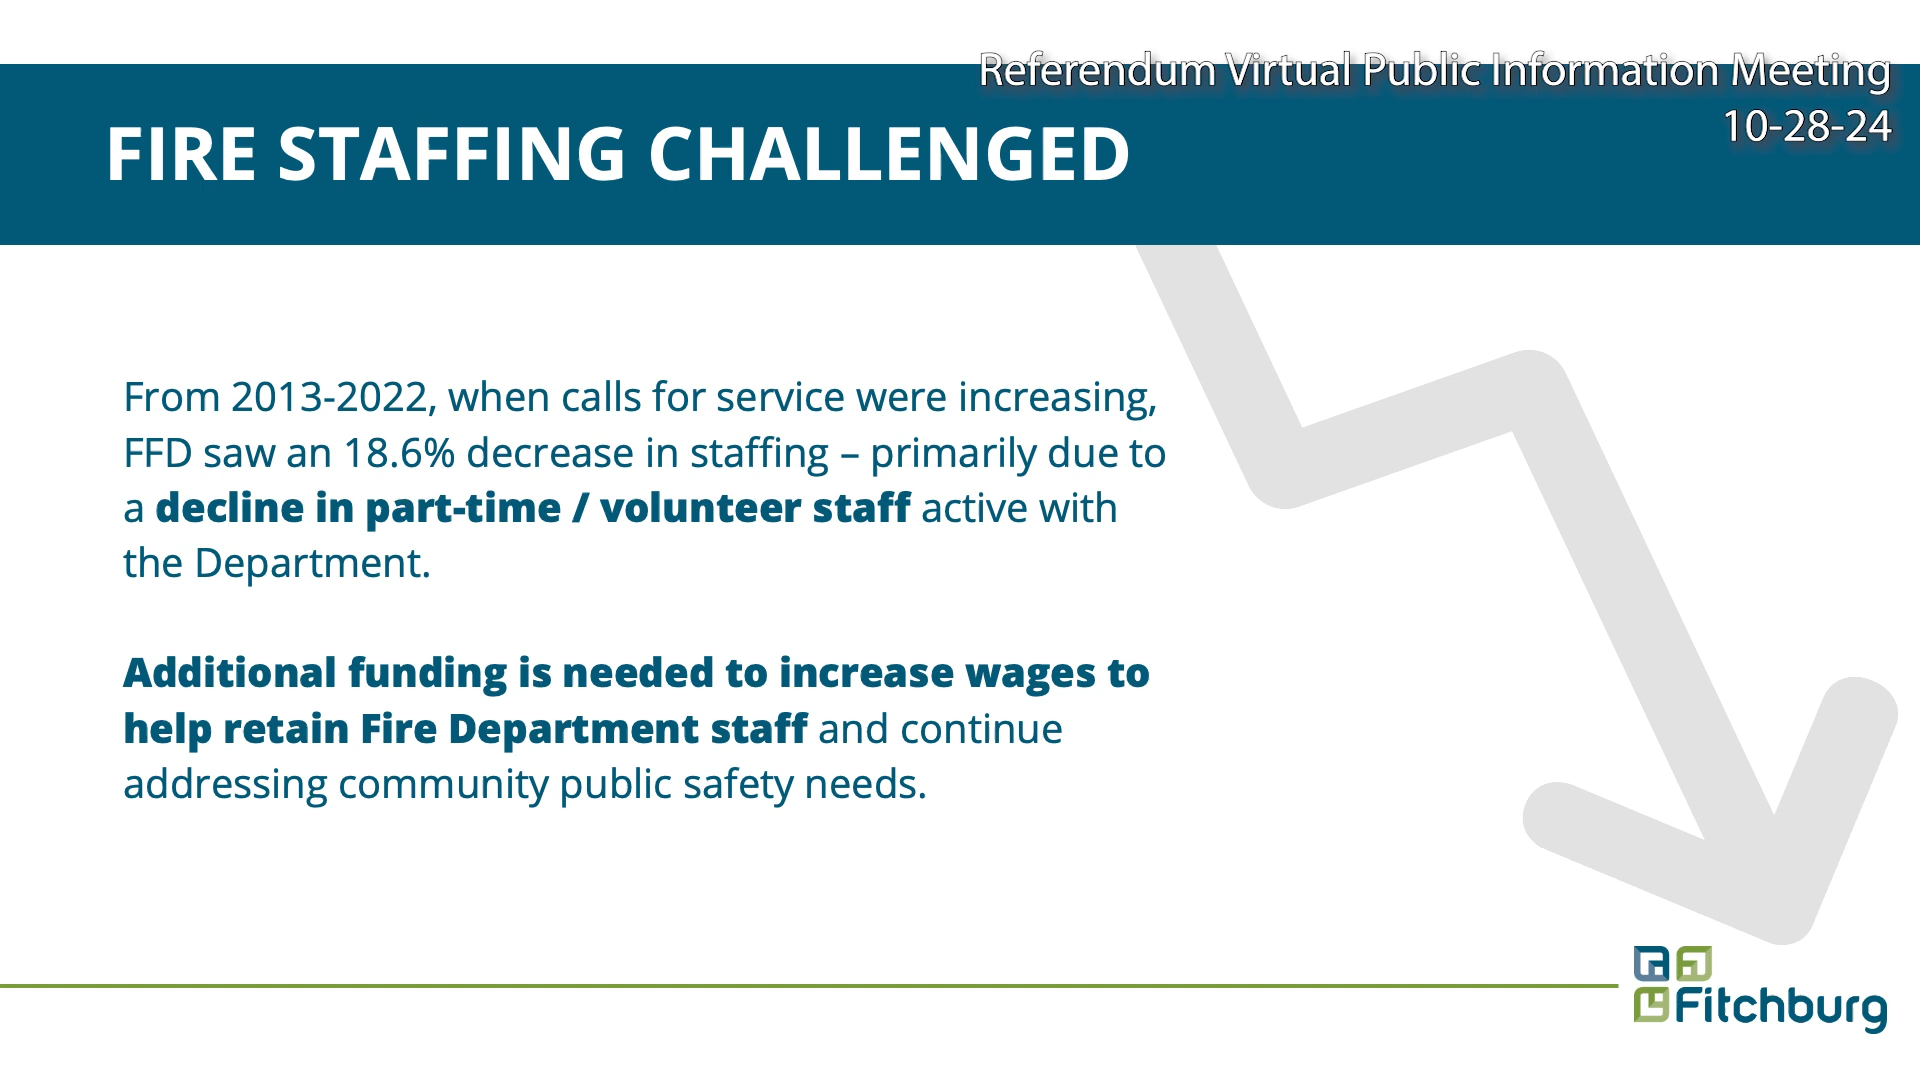 Referendum Virtual Public Information Meeting
10-28-24
FIRE STAFFING CHALLENGED
From 2013-2022, when calls for service were increasing,
FFD saw an 18.6% decrease in staffing – primarily due to
a decline in part-time / volunteer staff active with
the Department.
Additional funding is needed to increase wages to
help retain Fire Department staff and continue
addressing community public safety needs.
Fitchburg